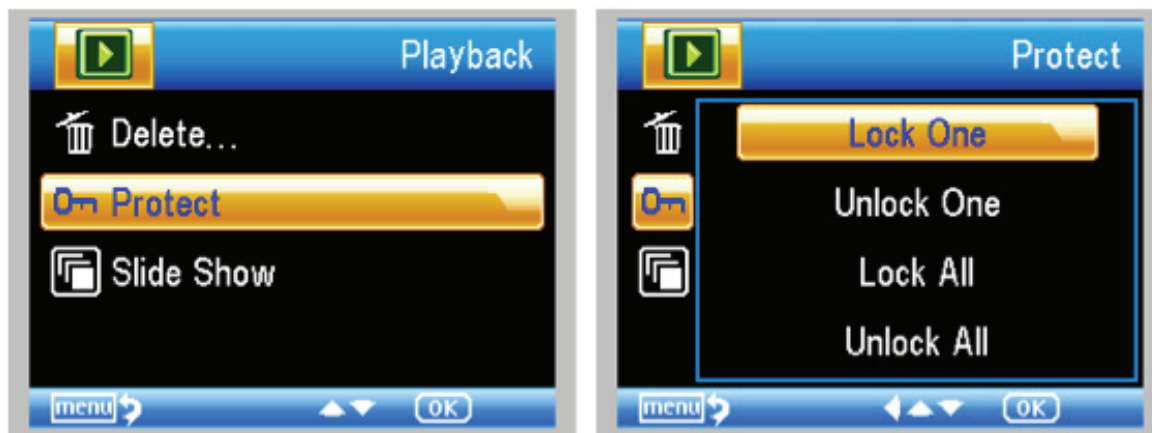 Playback
Delete...
Protect
Slide Show
menu
OK
Protect
Lock One
Unlock One
Lock All
Unlock All
menu
OK